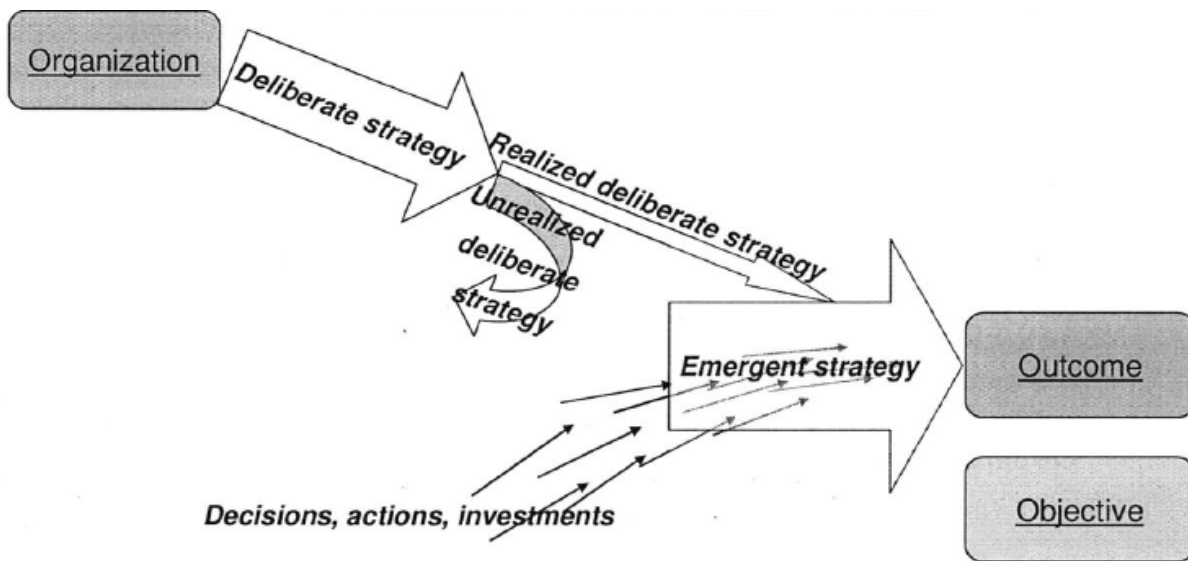 Organization
Deliberate strategy
Realized deliberate strategy
Unrealized
deliberate
strategy
Emergent strategy
Outcome
Decisions, actions, investments
Objective